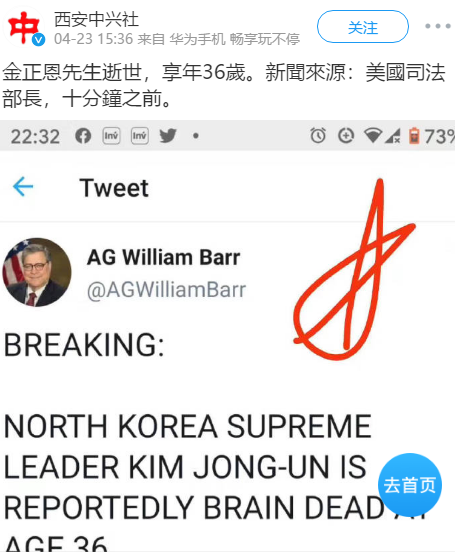 西安中兴社
04-23 15:36 来自 华为手机 畅享玩不停
关注
金正恩先生逝世，享年36歲。新聞來源：美國司法
部長，十分鐘之前。
22:32 Inv Inv 73%
Tweet
AG William Barr
@AGWilliamBarr
BREAKING:
NORTH KOREA SUPREME
LEADER KIM JONG-UN IS
REPORTEDLY BRAIN DEAD AT
AGE 36
去首页